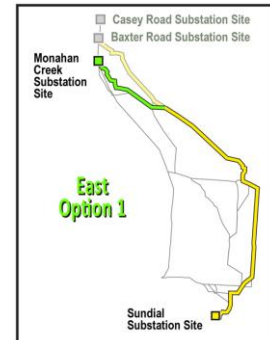 Casey Road Substation Site
Baxter Road Substation Site
Monahan
Creek
Substation
Site
East
Option 1
Sundial
Substation Site